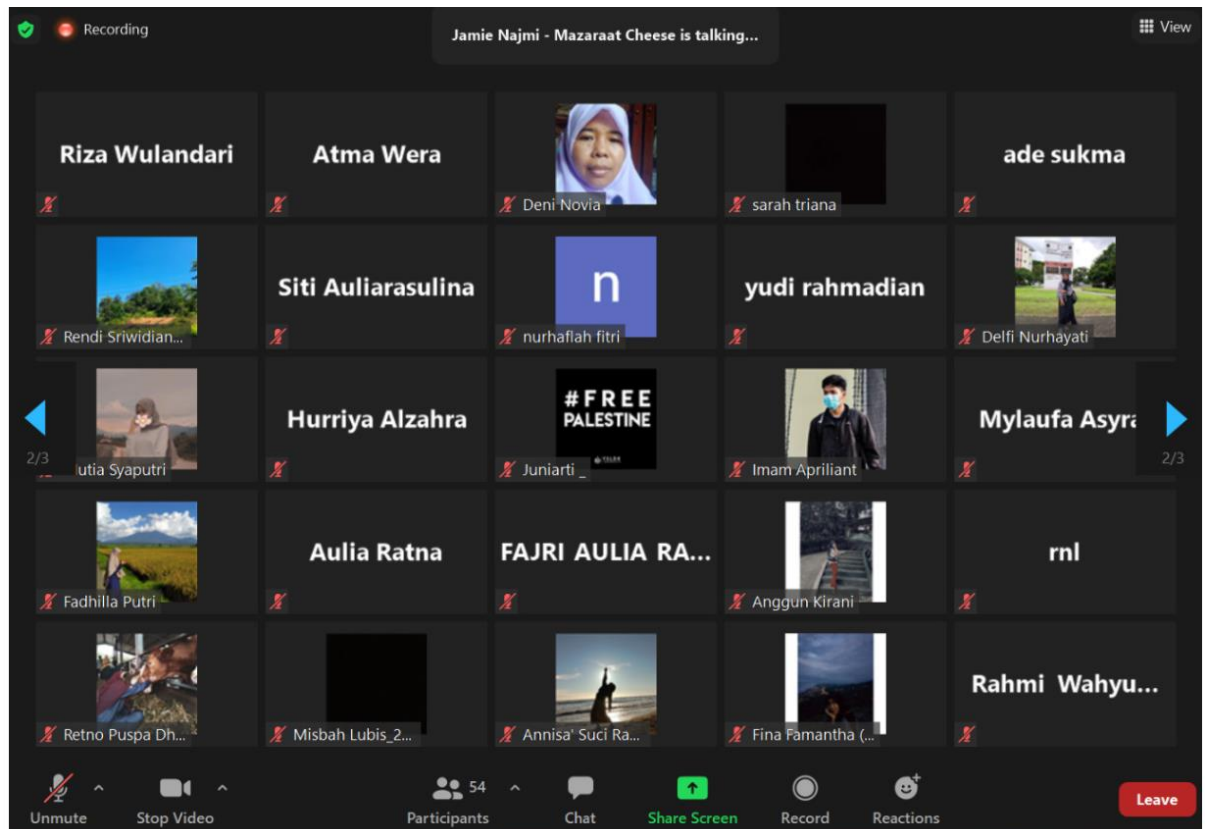 Recording
Jamie Najmi - Mazaraat Cheese is talking...
View
Riza Wulandari
Atma Wera
Deni Novia
sarah triana
ade sukma
Rendi Sriwidian...
Siti Auliarasulina
n
nurhaflah fitri
yudi rahmadian
Delfi Nurhayati
2/3
utia Syaputri
Hurriya Alzahra
#FREE
PALESTINE
Juniarti _
Imam Apriliant
Mylaufa Asyra
2/3
Fadhilla Putri
Aulia Ratna
FAJRI AULIA RA...
Anggun Kirani
rnl
Retno Puspa Dh...
Misbah Lubis_2...
Annisa' Suci Ra...
Fina Famantha (...
Rahmi Wahyu...
Unmute
Stop Video
54
Participants
Chat
Share Screen
Record
Reactions
Leave